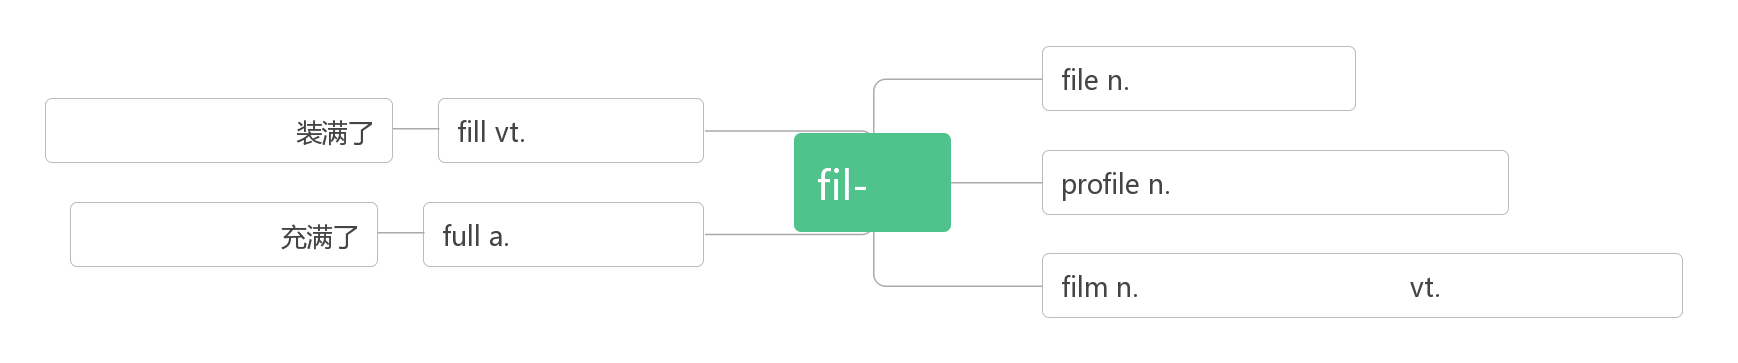 file n.
装满了
fill vt.
fil-
profile n.
充满了
full a.
film n. vt.